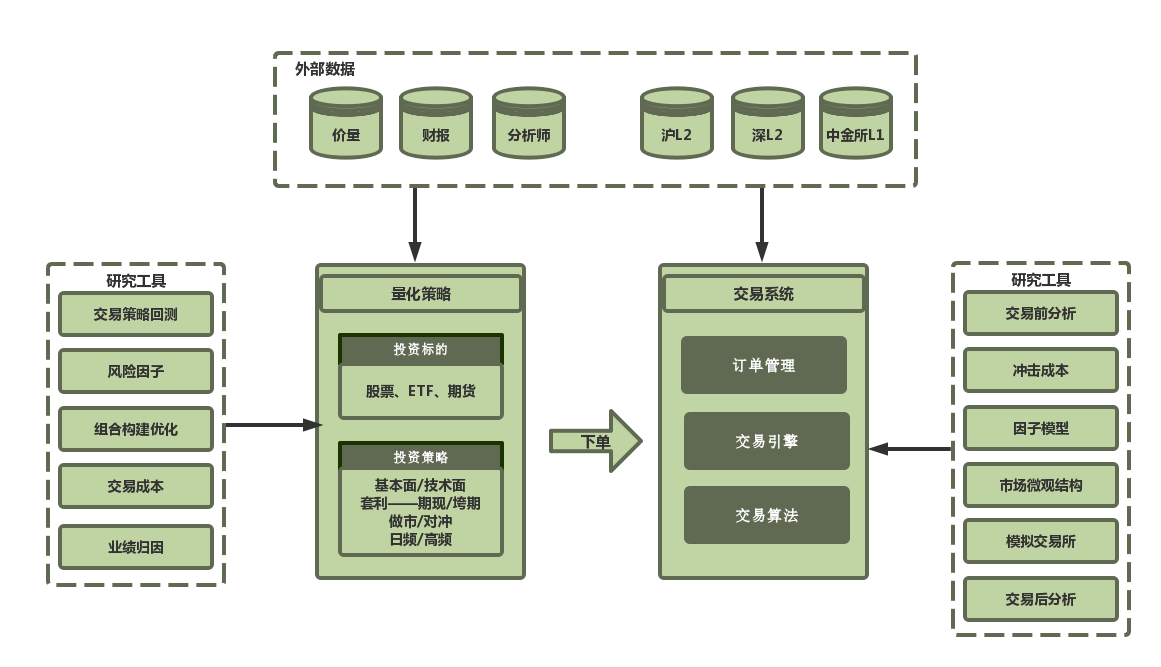 外部数据
价量
财报
分析师
沪L2
深L2
中金所L1
研究工具
交易策略回测
风险因子
组合构建优化
交易成本
业绩归因
量化策略
投资标的
股票、ETF、期货
投资策略
基本面/技术面
套利——期现/垮期
做市/对冲
日频/高频
下单
交易系统
订单管理
交易引擎
交易算法
研究工具
交易前分析
冲击成本
因子模型
市场微观结构
模拟交易所
交易后分析